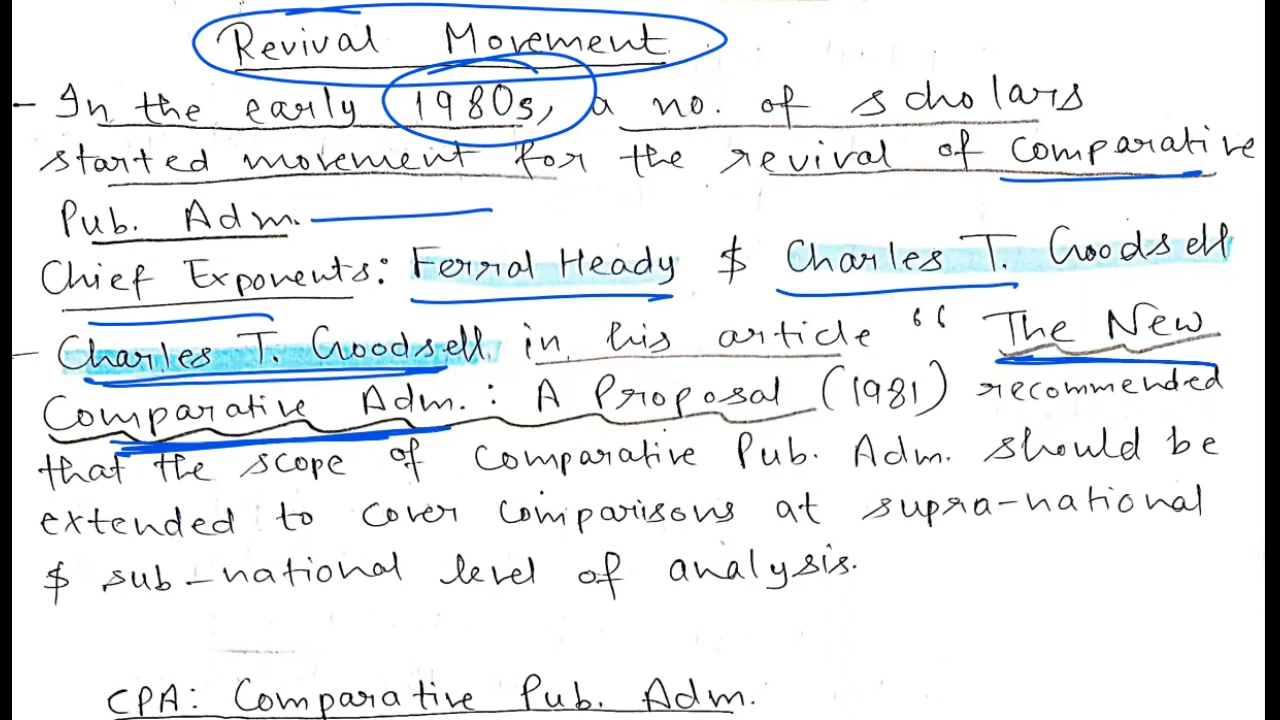 Revival Movement
- In the early 1980s, a no. of scholars
started movement for the revival of comparative
Pub. Adm.
Chief Exponents: Ferral Heady & Charles T. Goodsell
- Charles T. Goodsell in his article “ The New
Comparative Adm. : A Proposal (1981) recommended
that the scope of comparative Pub. Adm. should be
extended to cover comparisons at supra-national
& sub-national level of analysis.
CPA: Comparative Pub. Adm.